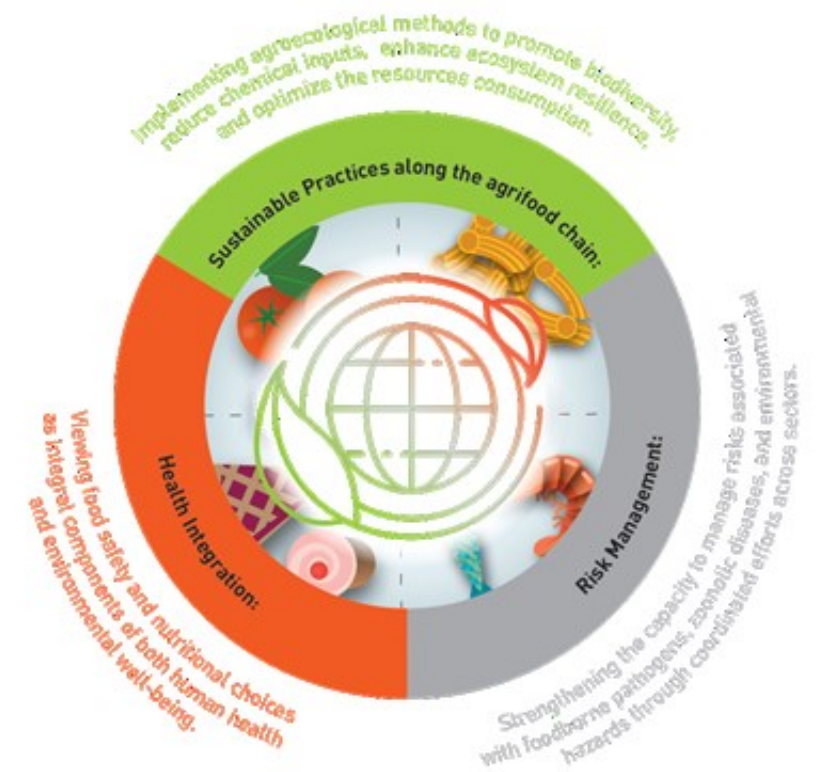 Implementing agroecological methods to promote biodiversity,
reduce chemical inputs, enhance ecosystem resilience,
and optimize the resources consumption.
Sustainable Practices along the agrifood chain:
Health Integration:
Viewing food safety and nutritional choices
as integral components of both human health
and environmental well-being.
Risk Management:
Strengthening the capacity to manage risks associated
with foodborne pathogens, zoonotic diseases, and environmental
hazards through coordinated efforts across sectors.